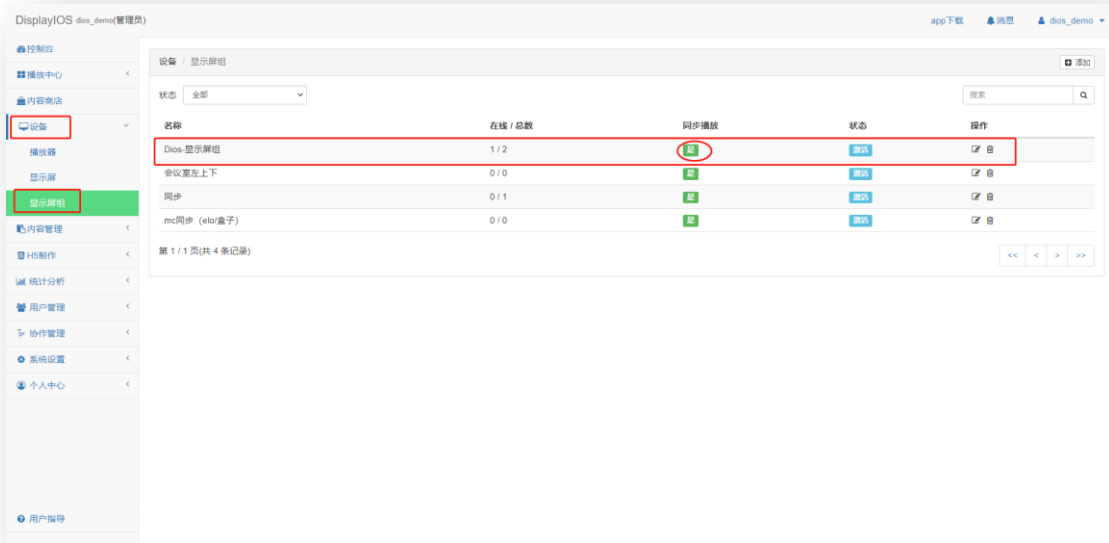 DisplayIOS dios_demo(管理员)
app下载 消息 dios_demo
控制台
播放中心
内容商店
设备
播放器
显示屏
显示屏组
内容管理
H5制作
统计分析
用户管理
协作管理
系统设置
个人中心
用户指导
设备 / 显示屏组 添加
状态 全部 搜索
名称 在线 / 总数 同步播放 状态 操作
Dios-显示屏组 1 / 2 是 激活
会议室左上下 0 / 0 是 激活
同步 0 / 1 是 激活
mc同步（elo/盒子） 0 / 0 是 激活
第 1 / 1 页(共 4 条记录) << < > >>